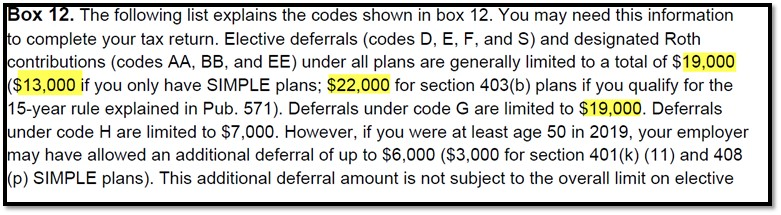 Box 12. The following list explains the codes shown in box 12. You may need this information
to complete your tax return. Elective deferrals (codes D, E, F, and S) and designated Roth
contributions (codes AA, BB, and EE) under all plans are generally limited to a total of $19,000
($13,000 if you only have SIMPLE plans; $22,000 for section 403(b) plans if you qualify for the
15-year rule explained in Pub. 571). Deferrals under code G are limited to $19,000. Deferrals
under code H are limited to $7,000. However, if you were at least age 50 in 2019, your employer
may have allowed an additional deferral of up to $6,000 ($3,000 for section 401(k) (11) and 408
(p) SIMPLE plans). This additional deferral amount is not subject to the overall limit on elective